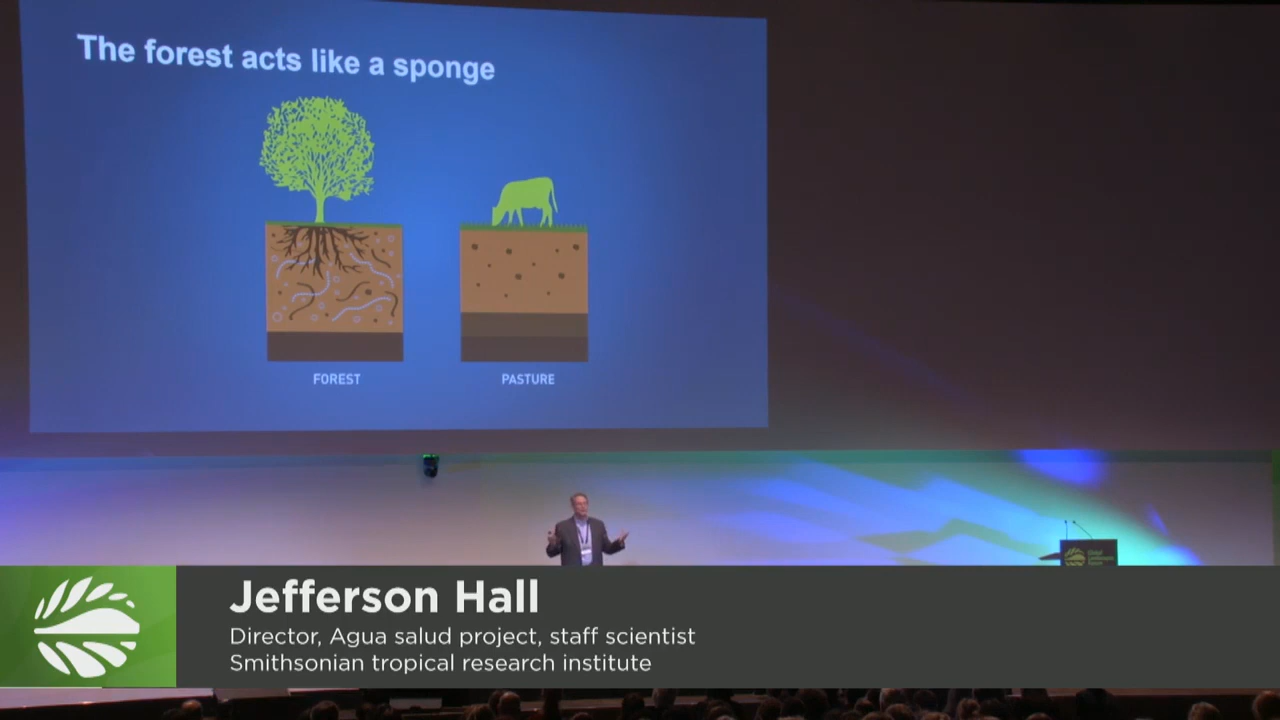 The forest acts like a sponge
FOREST
PASTURE
Jefferson Hall
Director, Agua salud project, staff scientist
Smithsonian tropical research institute